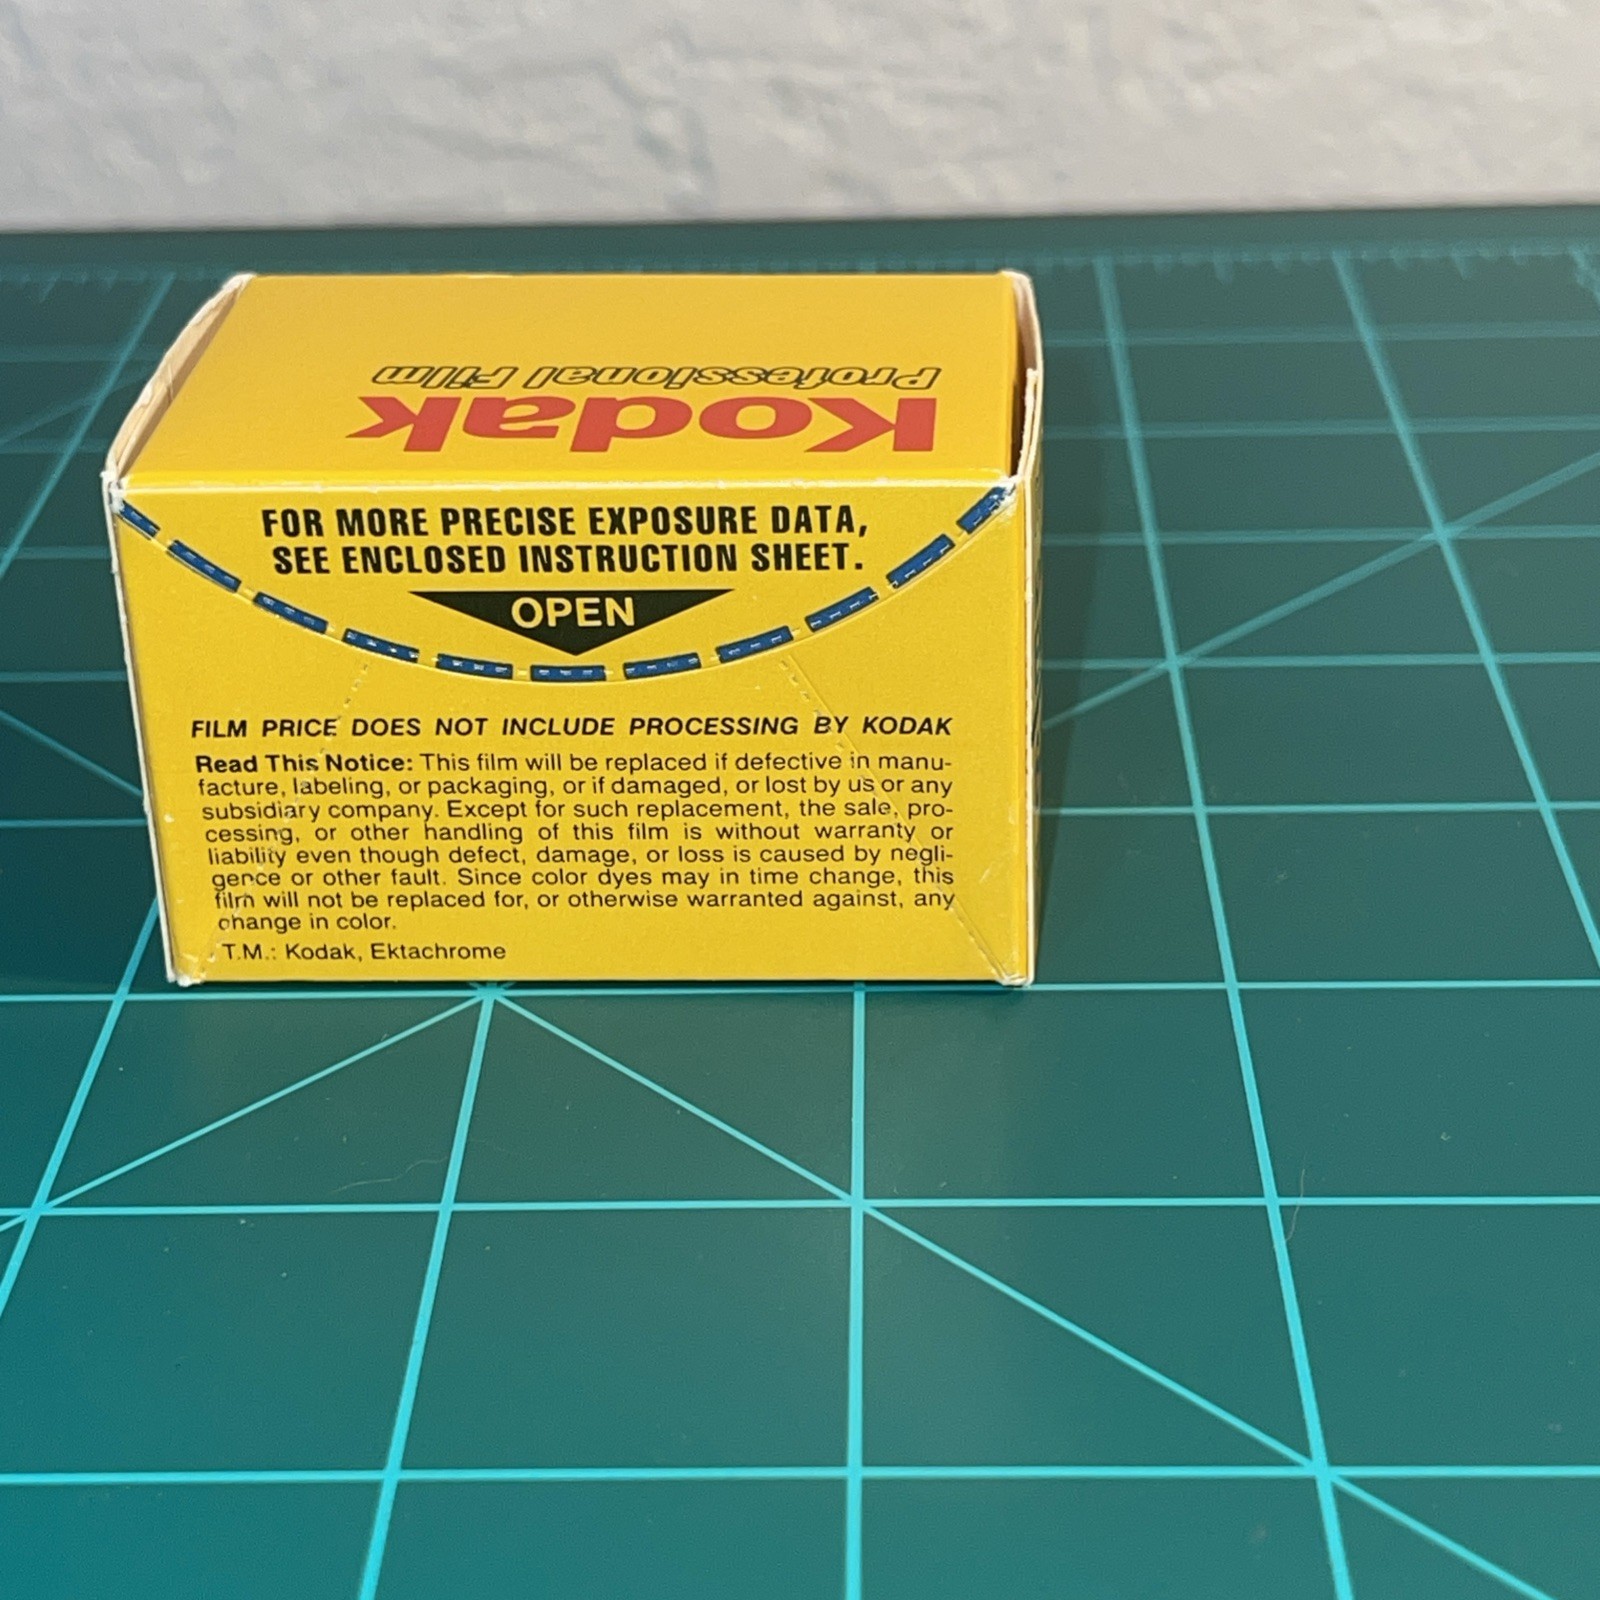 Kodak
Professional Film
FOR MORE PRECISE EXPOSURE DATA,
SEE ENCLOSED INSTRUCTION SHEET.
OPEN
FILM PRICE DOES NOT INCLUDE PROCESSING BY KODAK
Read This Notice: This film will be replaced if defective in manu-
facture, labeling, or packaging, or if damaged, or lost by us or any
subsidiary company. Except for such replacement, the sale, pro-
cessing, or other handling of this film is without warranty or
liability even though defect, damage, or loss is caused by negli-
gence or other fault. Since color dyes may in time change, this
film will not be replaced for, or otherwise warranted against, any
change in color.
T.M.: Kodak, Ektachrome